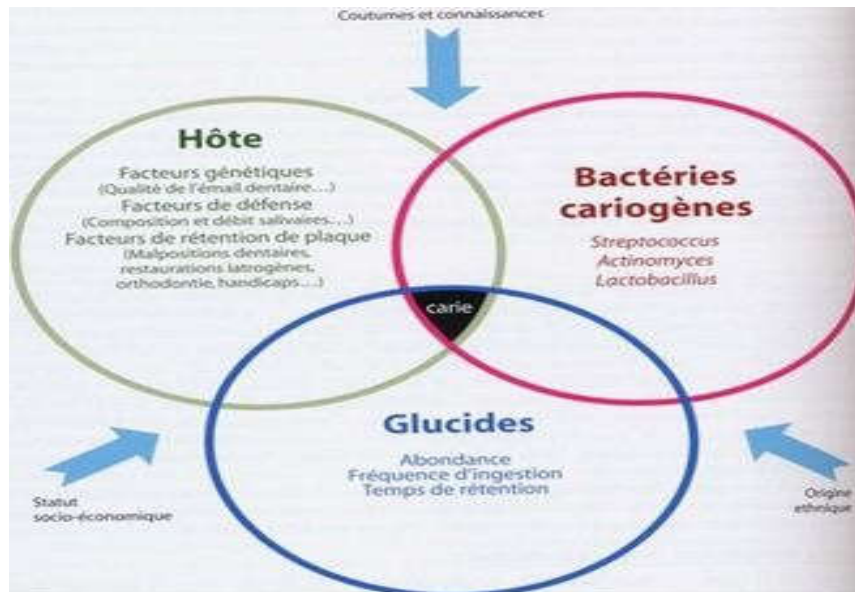 Coutumes et connaissances
Hôte
Facteurs génétiques
(Qualité de l'émail dentaire...)
Facteurs de défense
(Composition et débit salivaires...)
Facteurs de rétention de plaque
(Malpositions dentaires,
restaurations iatrogènes,
orthodontie, handicaps...)
Bactéries
cariogènes
Streptococcus
Actinomyces
Lactobacillus
carie
Glucides
Abondance
Fréquence d'ingestion
Temps de rétention
Statut
socio-économique
Origine
ethnique